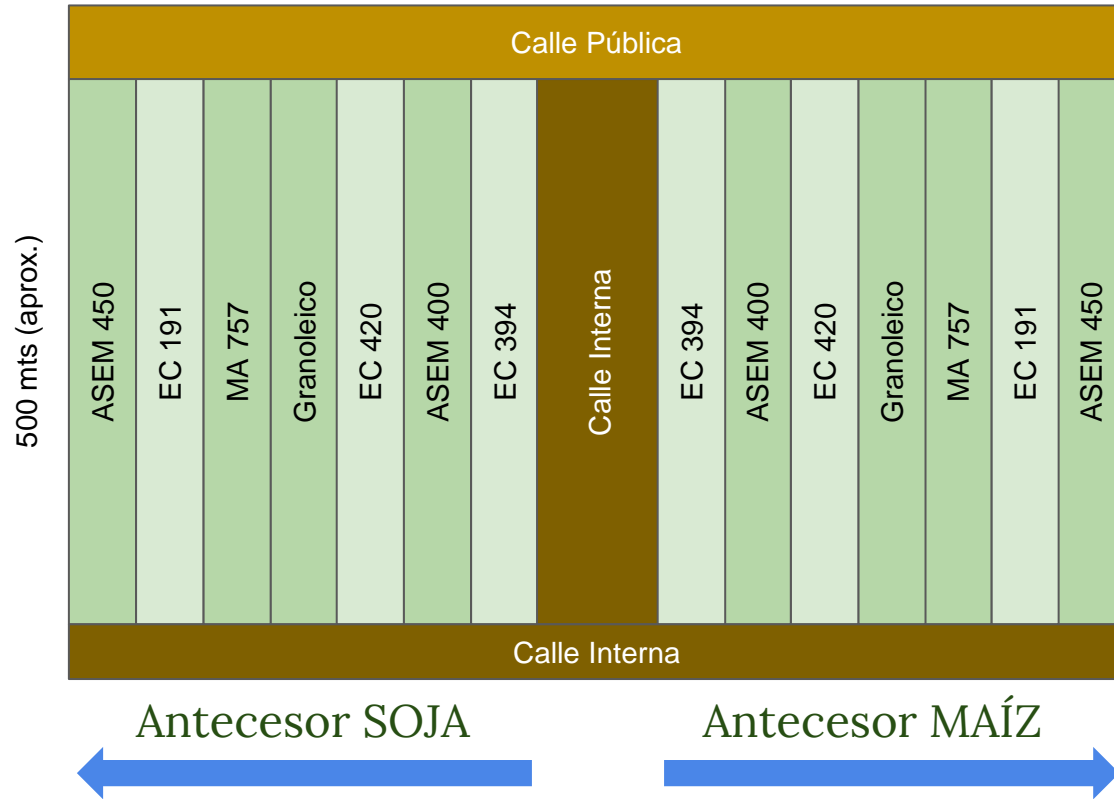 Calle Pública
500 mts (aprox.)
ASEM 450
EC 191
MA 757
Granoleico
EC 420
ASEM 400
EC 394
Calle Interna
EC 394
ASEM 400
EC 420
Granoleico
MA 757
EC 191
ASEM 450
Calle Interna
Antecesor SOJA
Antecesor MAÍZ